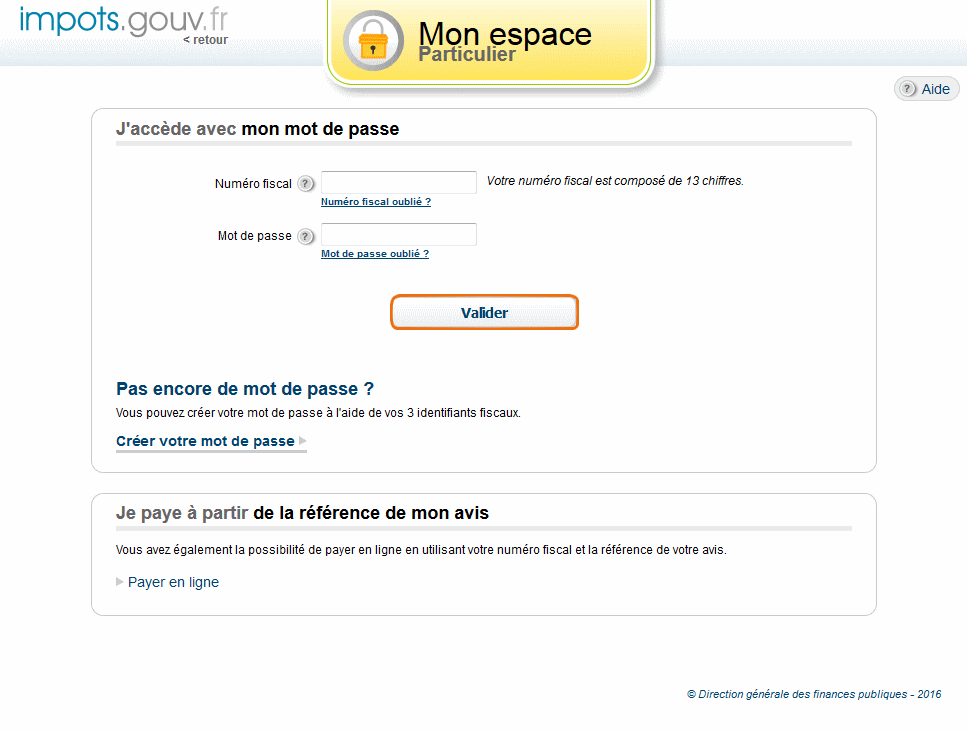 impots.gouv.fr
< retour
Mon espace
Particulier
? Aide
J'accède avec mon mot de passe
Numéro fiscal ?
Votre numéro fiscal est composé de 13 chiffres.
Numéro fiscal oublié ?
Mot de passe ?
Mot de passe oublié ?
Valider
Pas encore de mot de passe ?
Vous pouvez créer votre mot de passe à l'aide de vos 3 identifiants fiscaux.
Créer votre mot de passe
Je paye à partir de la référence de mon avis
Vous avez également la possibilité de payer en ligne en utilisant votre numéro fiscal et la référence de votre avis.
Payer en ligne
© Direction générale des finances publiques - 2016